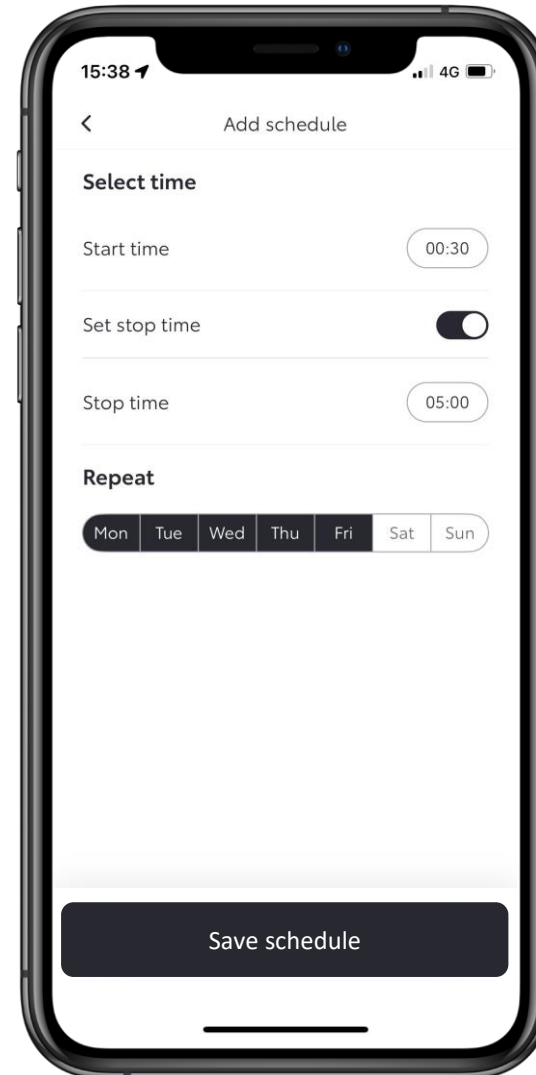 15:38 4G
Add schedule
Select time
Start time 00:30
Set stop time
Stop time 05:00
Repeat
Mon Tue Wed Thu Fri Sat Sun
Save schedule